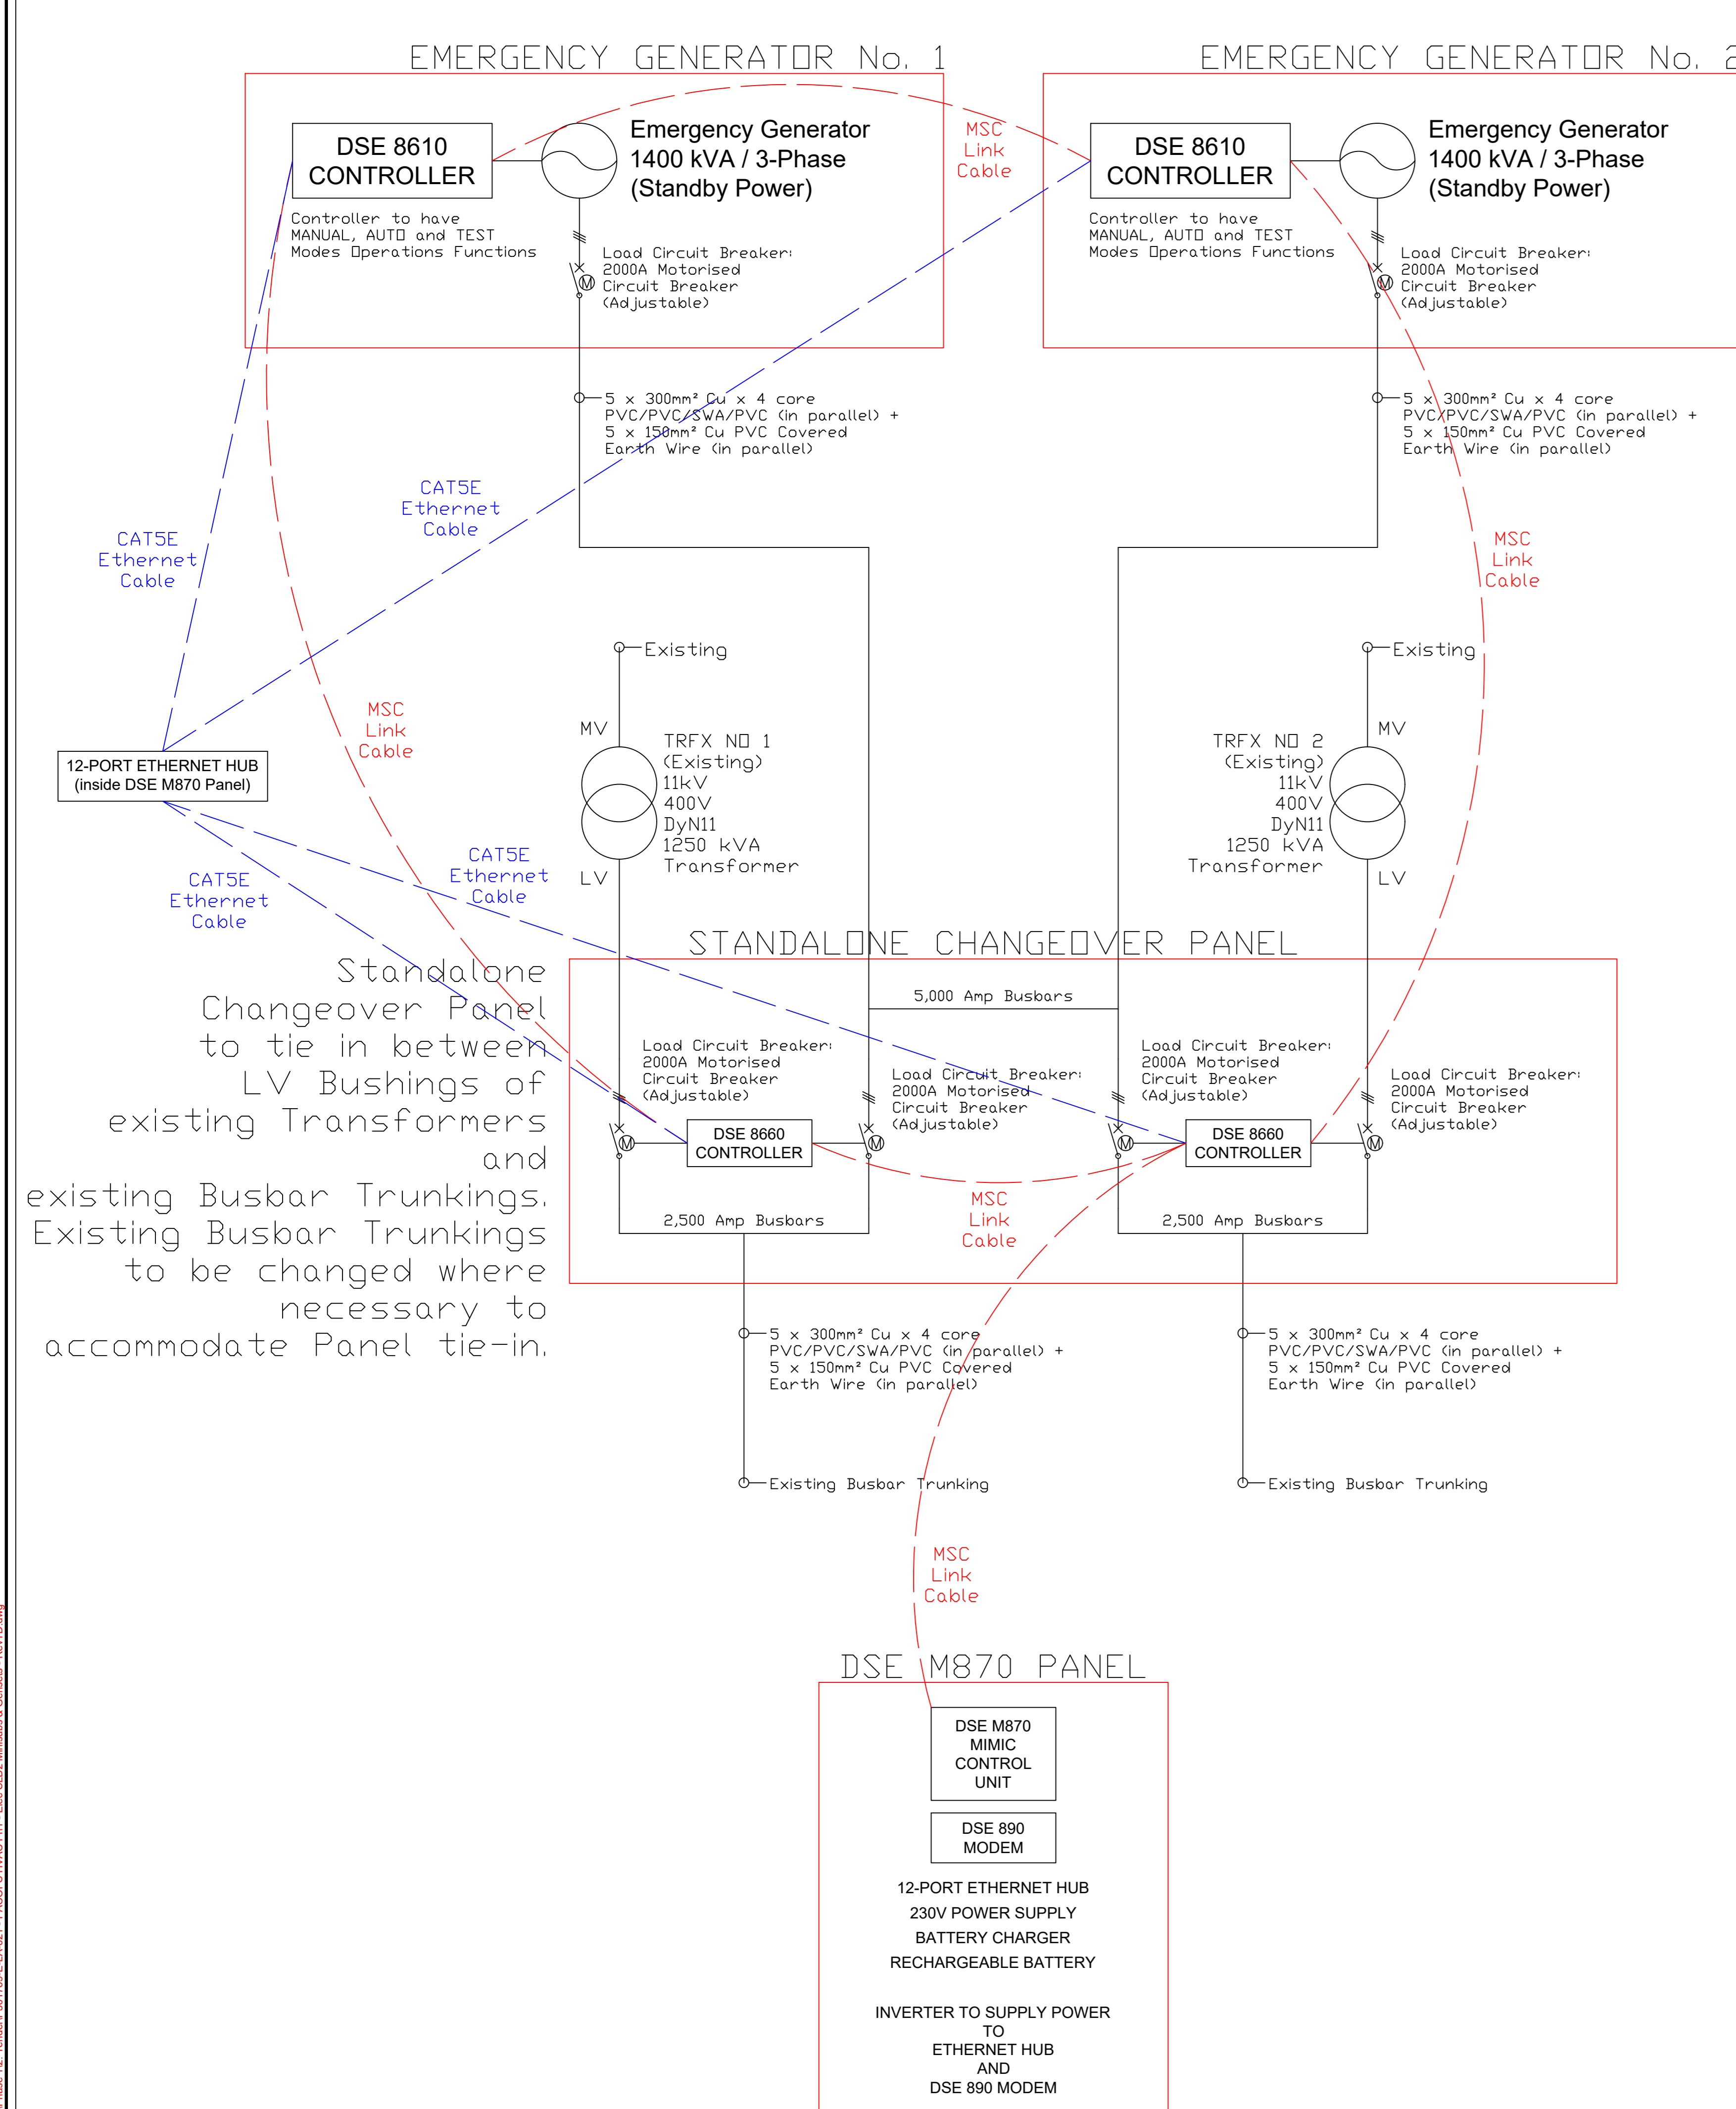 EMERGENCY GENERATOR No. 1
DSE 8610
CONTROLLER
Controller to have
MANUAL, AUTO and TEST
Modes Operations Functions
Emergency Generator
1400 kVA / 3-Phase
(Standby Power)
Load Circuit Breaker:
2000A Motorised
Circuit Breaker
(Adjustable)
M
MSC
Link
Cable
EMERGENCY GENERATOR No. 2
DSE 8610
CONTROLLER
Controller to have
MANUAL, AUTO and TEST
Modes Operations Functions
Emergency Generator
1400 kVA / 3-Phase
(Standby Power)
Load Circuit Breaker:
2000A Motorised
Circuit Breaker
(Adjustable)
M
5 x 300mm² Cu x 4 core
PVC/PVC/SWA/PVC (in parallel) +
5 x 150mm² Cu PVC Covered
Earth Wire (in parallel)
5 x 300mm² Cu x 4 core
PVC/PVC/SWA/PVC (in parallel) +
5 x 150mm² Cu PVC Covered
Earth Wire (in parallel)
CAT5E
Ethernet
Cable
CAT5E
Ethernet
Cable
MSC
Link
Cable
Existing
Existing
MSC
Link
Cable
12-PORT ETHERNET HUB
(inside DSE M870 Panel)
MV
TRFX NO 1
(Existing)
11kV
400V
DyN11
1250 kVA
Transformer
LV
MV
TRFX NO 2
(Existing)
11kV
400V
DyN11
1250 kVA
Transformer
LV
CAT5E
Ethernet
Cable
CAT5E
Ethernet
Cable
Standalone
Changeover Panel
to tie in between
LV Bushings of
existing Transformers
and
existing Busbar Trunkings.
Existing Busbar Trunkings
to be changed where
necessary to
accommodate Panel tie-in.
STANDALONE CHANGEOVER PANEL
5,000 Amp Busbars
Load Circuit Breaker:
2000A Motorised
Circuit Breaker
(Adjustable)
Load Circuit Breaker:
2000A Motorised
Circuit Breaker
(Adjustable)
Load Circuit Breaker:
2000A Motorised
Circuit Breaker
(Adjustable)
Load Circuit Breaker:
2000A Motorised
Circuit Breaker
(Adjustable)
M
DSE 8660
CONTROLLER
M
M
DSE 8660
CONTROLLER
M
MSC
Link
Cable
2,500 Amp Busbars
2,500 Amp Busbars
5 x 300mm² Cu x 4 core
PVC/PVC/SWA/PVC (in parallel) +
5 x 150mm² Cu PVC Covered
Earth Wire (in parallel)
5 x 300mm² Cu x 4 core
PVC/PVC/SWA/PVC (in parallel) +
5 x 150mm² Cu PVC Covered
Earth Wire (in parallel)
Existing Busbar Trunking
Existing Busbar Trunking
MSC
Link
Cable
DSE M870 PANEL
DSE M870
MIMIC
CONTROL
UNIT
DSE 890
MODEM
12-PORT ETHERNET HUB
230V POWER SUPPLY
BATTERY CHARGER
RECHARGEABLE BATTERY
INVERTER TO SUPPLY POWER
TO
ETHERNET HUB
AND
DSE 890 MODEM